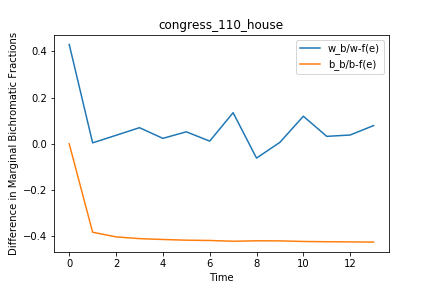 congress_110_house
w_b/w-f(e)
b_b/b-f(e)
Difference in Marginal Bichromatic Fractions
0.4
0.2
0.0
−0.2
−0.4
0 2 4 6 8 10 12
Time